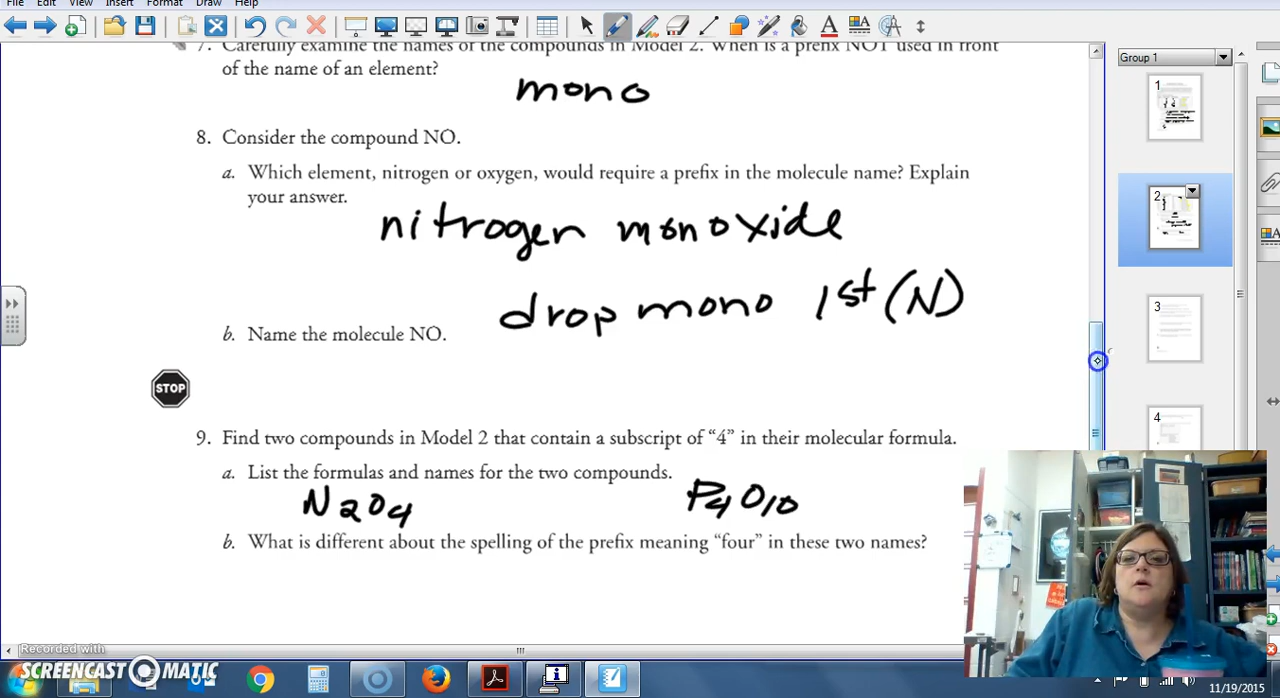 File Edit View Insert Format Draw Help
Group 1
7. Carefully examine the names of the compounds in Model 2. When is a prefix NOT used in front
of the name of an element?
mono
8. Consider the compound NO.
a. Which element, nitrogen or oxygen, would require a prefix in the molecule name? Explain
your answer.
nitrogen monoxide
drop mono 1st (N)
b. Name the molecule NO.
STOP
9. Find two compounds in Model 2 that contain a subscript of “4” in their molecular formula.
a. List the formulas and names for the two compounds.
N2O4 P4O10
b. What is different about the spelling of the prefix meaning “four” in these two names?
1
2
3
4
Recorded with
SCREENCAST O MATIC
11/19/2015